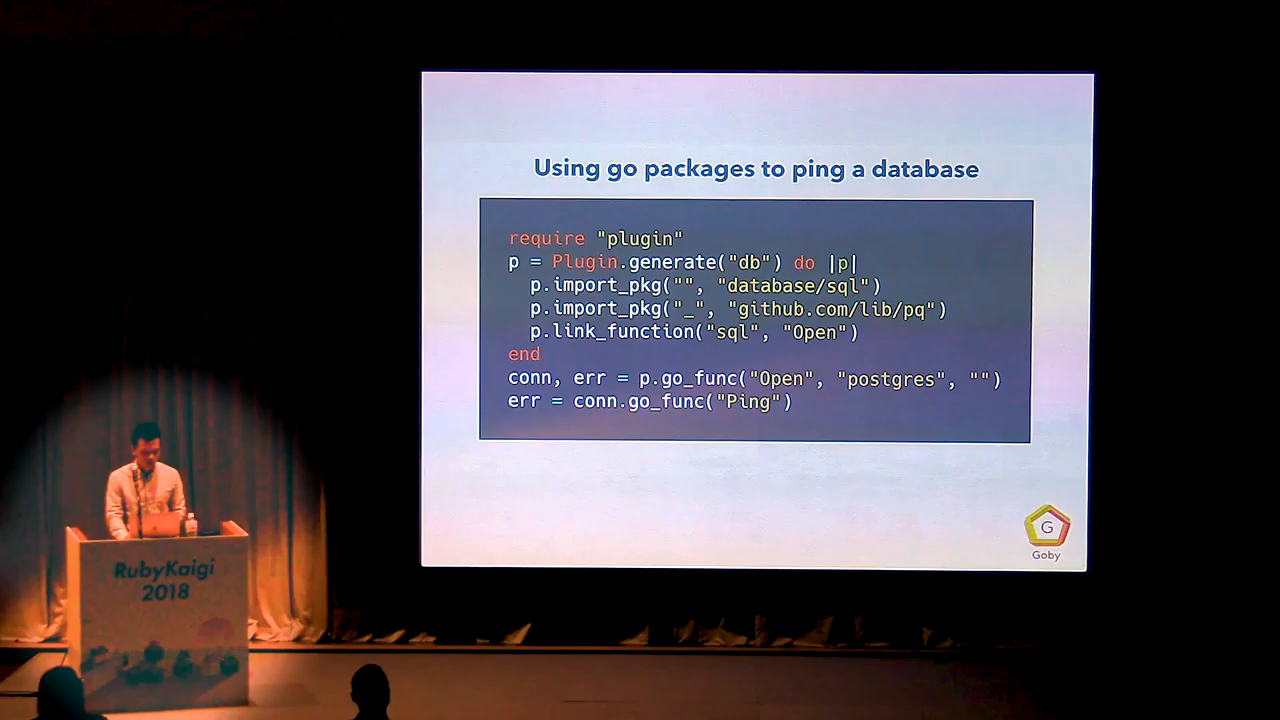 Using go packages to ping a database
require "plugin"
p = Plugin.generate("db") do |p|
  p.import_pkg("", "database/sql")
  p.import_pkg("_", "github.com/lib/pq")
  p.link_function("sql", "Open")
end
conn, err = p.go_func("Open", "postgres", "")
err = conn.go_func("Ping")
G
Goby
RubyKaigi
2018